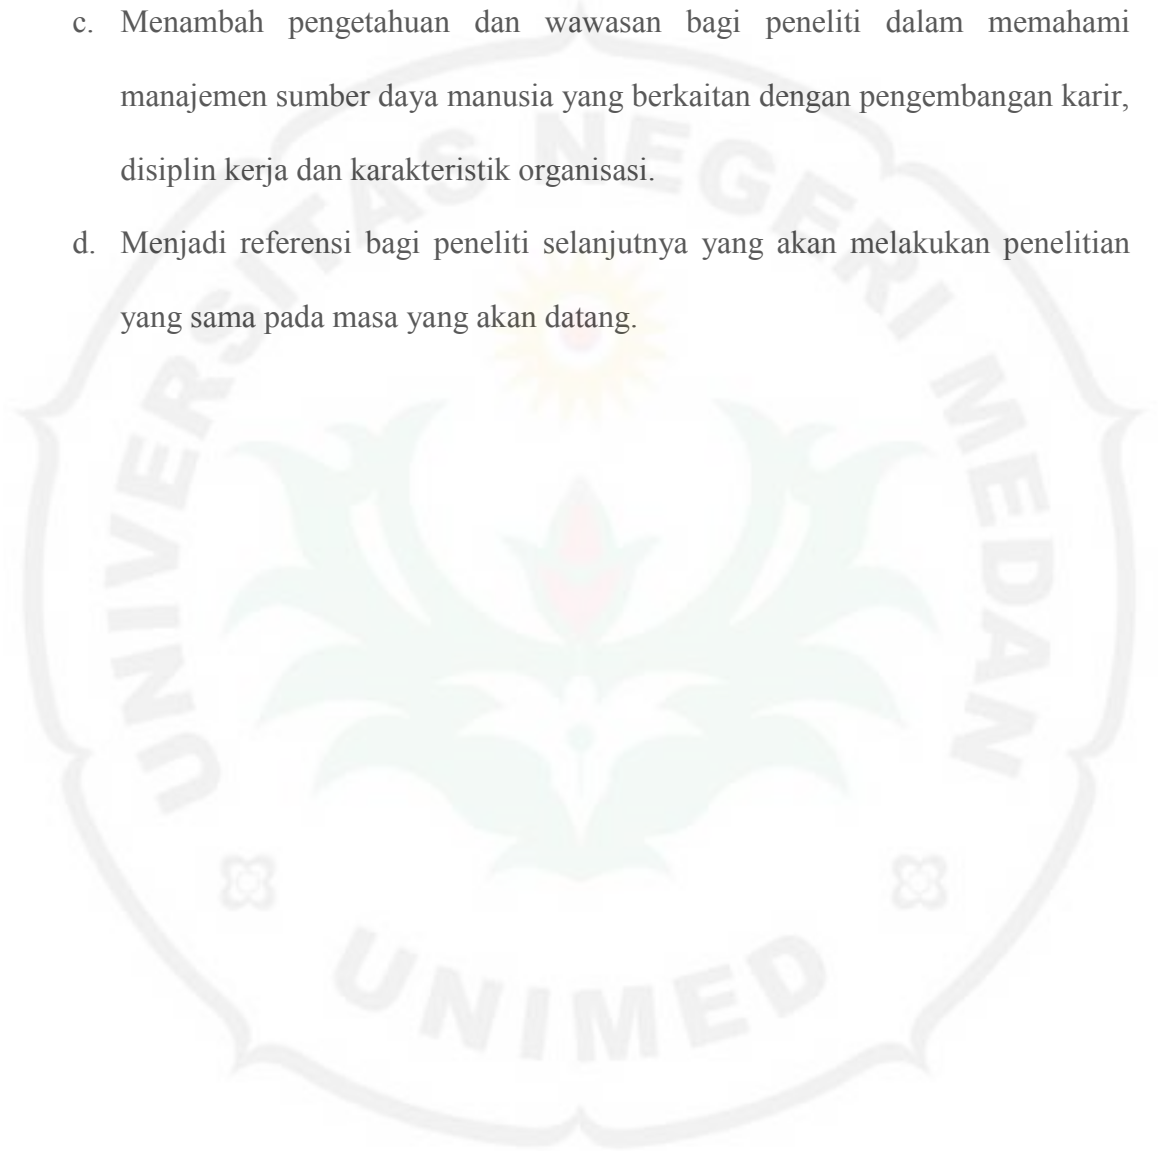 c. Menambah pengetahuan dan wawasan bagi peneliti dalam memahami
manajemen sumber daya manusia yang berkaitan dengan pengembangan karir,
disiplin kerja dan karakteristik organisasi.
d. Menjadi referensi bagi peneliti selanjutnya yang akan melakukan penelitian
yang sama pada masa yang akan datang.
UNIVERSITAS NEGERI MEDAN
UNIMED